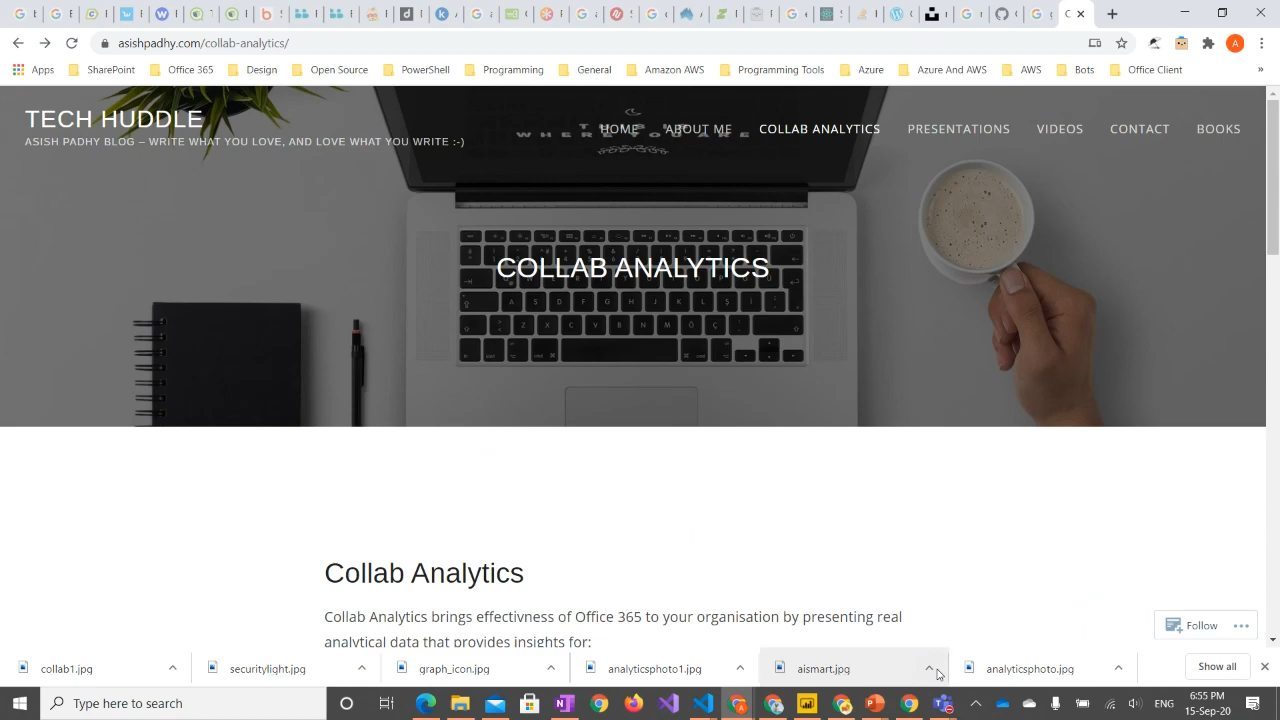 asishpadhy.com/collab-analytics/
A
Apps SharePoint Office 365 Design Open Source PowerShell Programming General Amazon AWS Programming Tools Azure Azure And AWS AWS Bots Office Client »
TECH HUDDLE
ASISH PADHY BLOG – WRITE WHAT YOU LOVE, AND LOVE WHAT YOU WRITE :-)
HOME ABOUT ME COLLAB ANALYTICS PRESENTATIONS VIDEOS CONTACT BOOKS
COLLAB ANALYTICS
Collab Analytics
Collab Analytics brings effectivness of Office 365 to your organisation by presenting real
analytical data that provides insights for:
Follow
collab1.jpg securitylight.jpg graph_icon.jpg analyticsphoto1.jpg aismart.jpg analyticsphoto.jpg Show all
Type here to search
ENG
6:55 PM
15-Sep-20